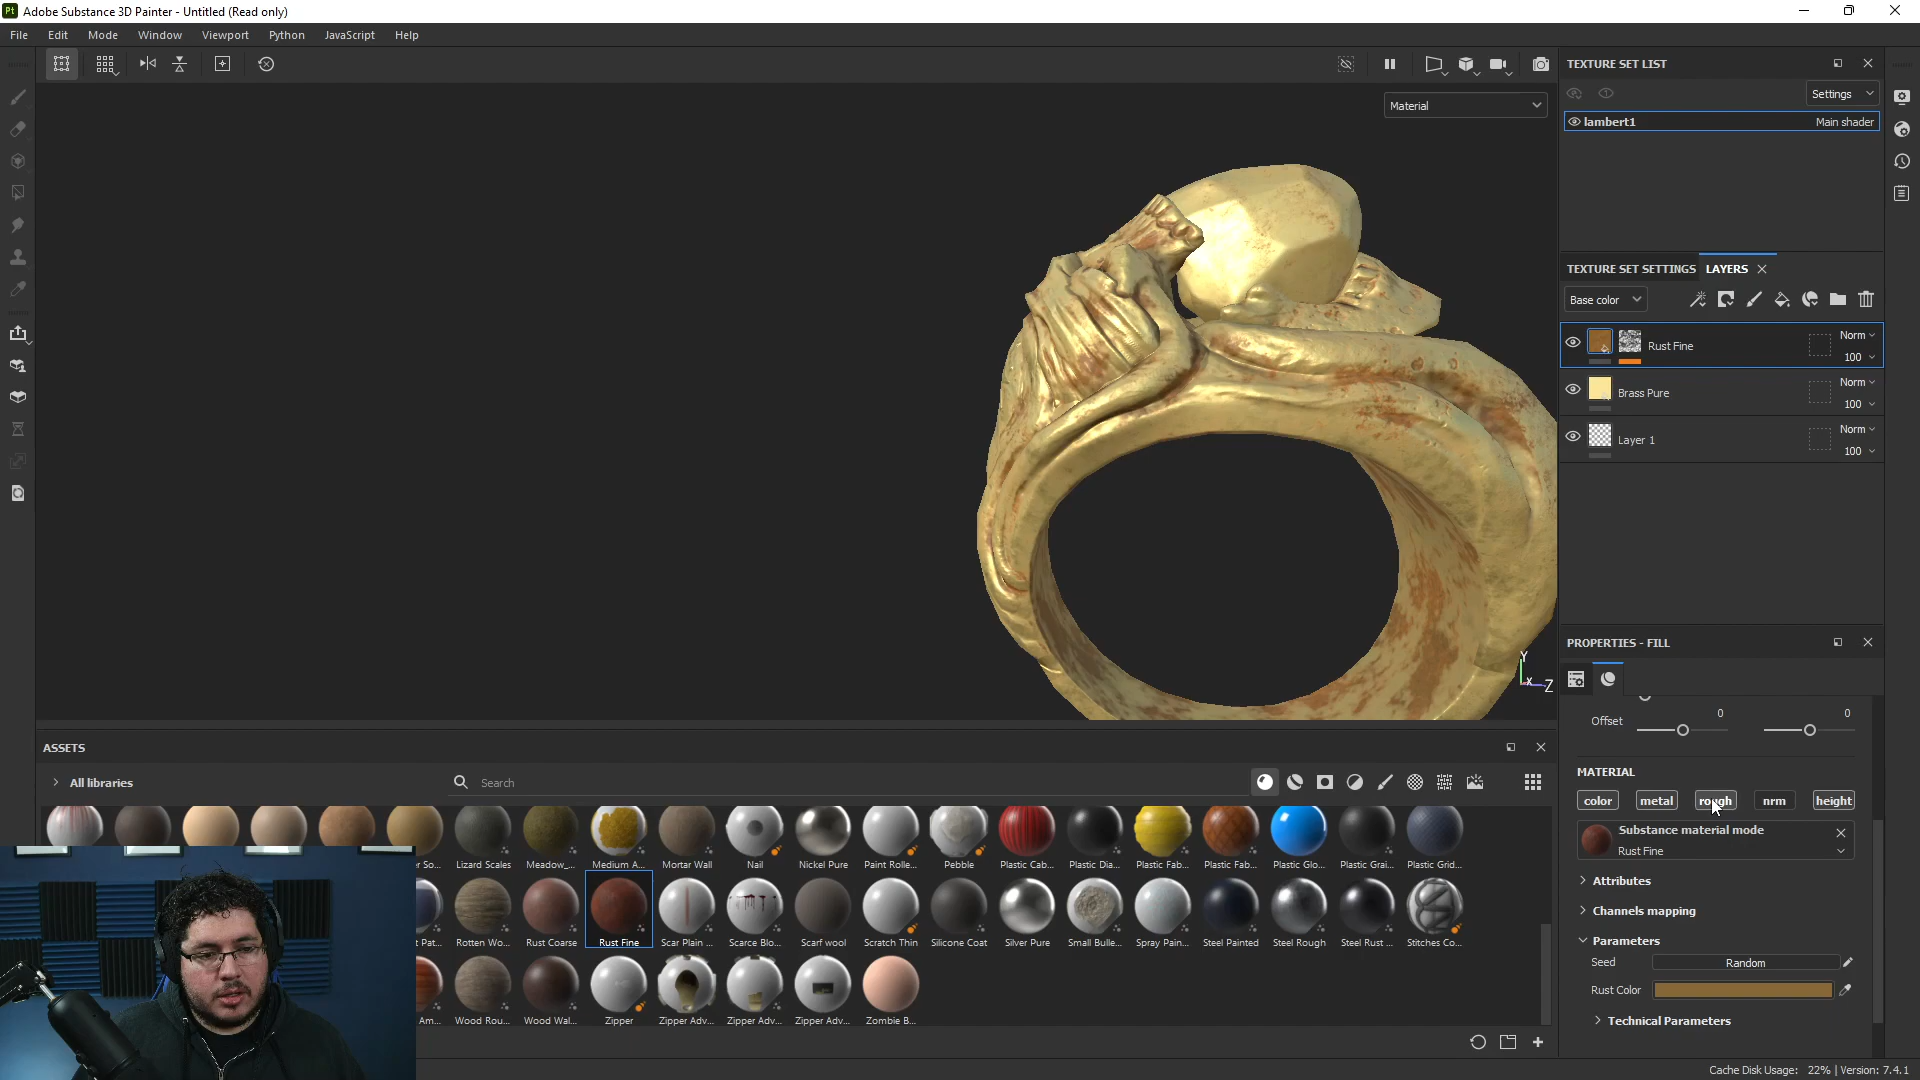 Pt Adobe Substance 3D Painter - Untitled (Read only)
File Edit Mode Window Viewport Python JavaScript Help
Material
TEXTURE SET LIST
Settings
lambert1 Main shader
TEXTURE SET SETTINGS LAYERS
Base color
Rust Fine Norm 100
Brass Pure Norm 100
Layer 1 Norm 100
PROPERTIES - FILL
Offset 0 0
MATERIAL
color metal rough nrm height
Substance material mode
Rust Fine
Attributes
Channels mapping
Parameters
Seed Random
Rust Color
Technical Parameters
Y
X
Z
ASSETS
All libraries
Search
Lizard Scales Meadow_... Medium A... Mortar Wall Nail Nickel Pure Paint Rolle... Pebble Plastic Cab... Plastic Dia... Plastic Fab... Plastic Fab... Plastic Glo... Plastic Grai... Plastic Grid...
Rotten Wo... Rust Coarse Rust Fine Scar Plain ... Scarce Blo... Scarf wool Scratch Thin Silicone Coat Silver Pure Small Bulle... Spray Pain... Steel Painted Steel Rough Steel Rust ... Stitches Co...
Am... Wood Rou... Wood Wal... Zipper Zipper Adv... Zipper Adv... Zipper Adv... Zombie B...
Cache Disk Usage: 22% | Version: 7.4.1